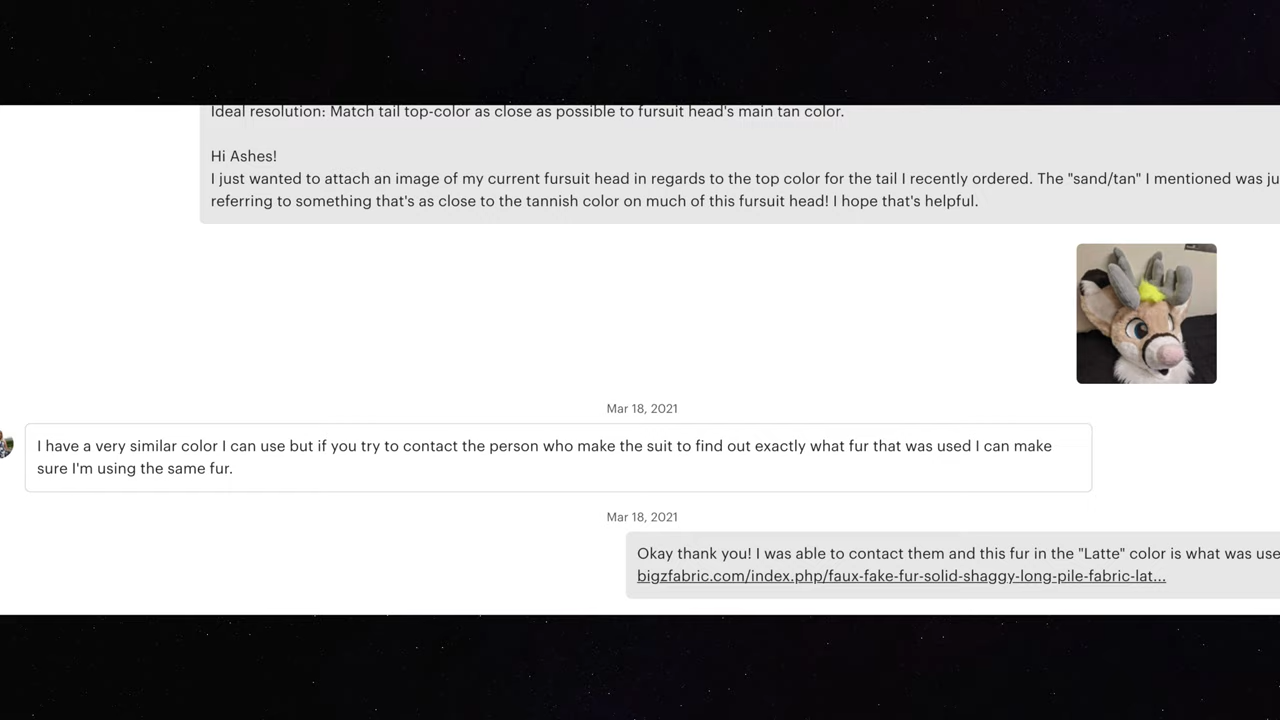 Ideal resolution: Match tail top-color as close as possible to fursuit head's main tan color.
Hi Ashes!
I just wanted to attach an image of my current fursuit head in regards to the top color for the tail I recently ordered. The "sand/tan" I mentioned was ju
referring to something that's as close to the tannish color on much of this fursuit head! I hope that's helpful.
Mar 18, 2021
I have a very similar color I can use but if you try to contact the person who make the suit to find out exactly what fur that was used I can make
sure I'm using the same fur.
Mar 18, 2021
Okay thank you! I was able to contact them and this fur in the "Latte" color is what was use
bigzfabric.com/index.php/faux-fake-fur-solid-shaggy-long-pile-fabric-lat...